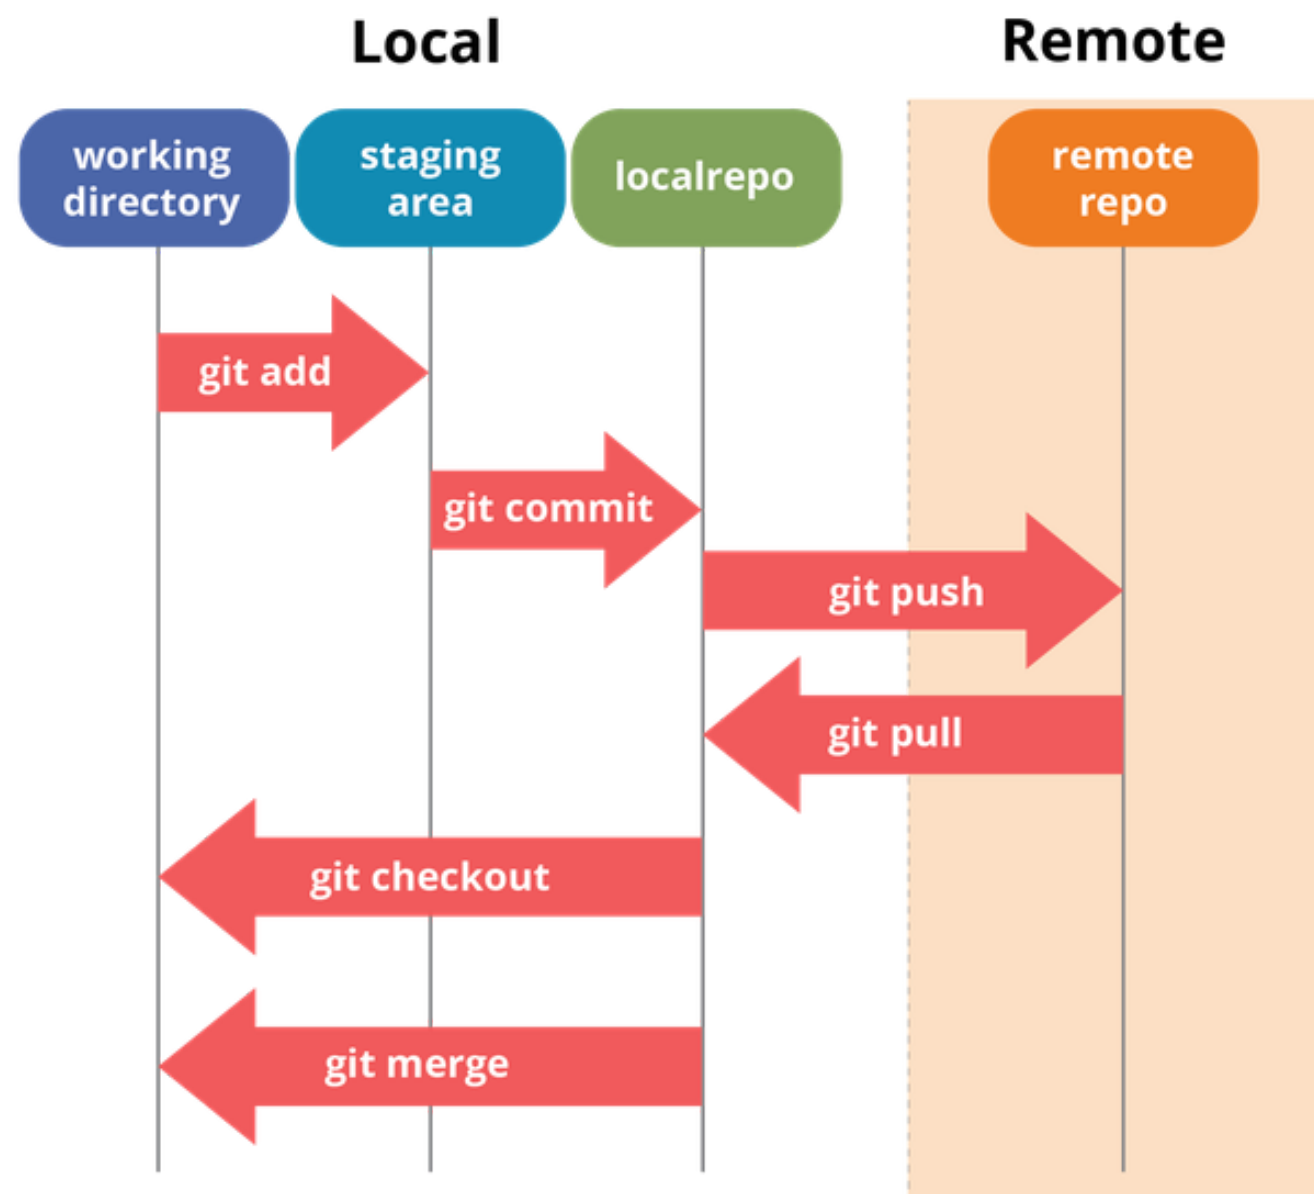 Local
Remote
working
directory
staging
area
localrepo
remote
repo
git add
git commit
git push
git pull
git checkout
git merge